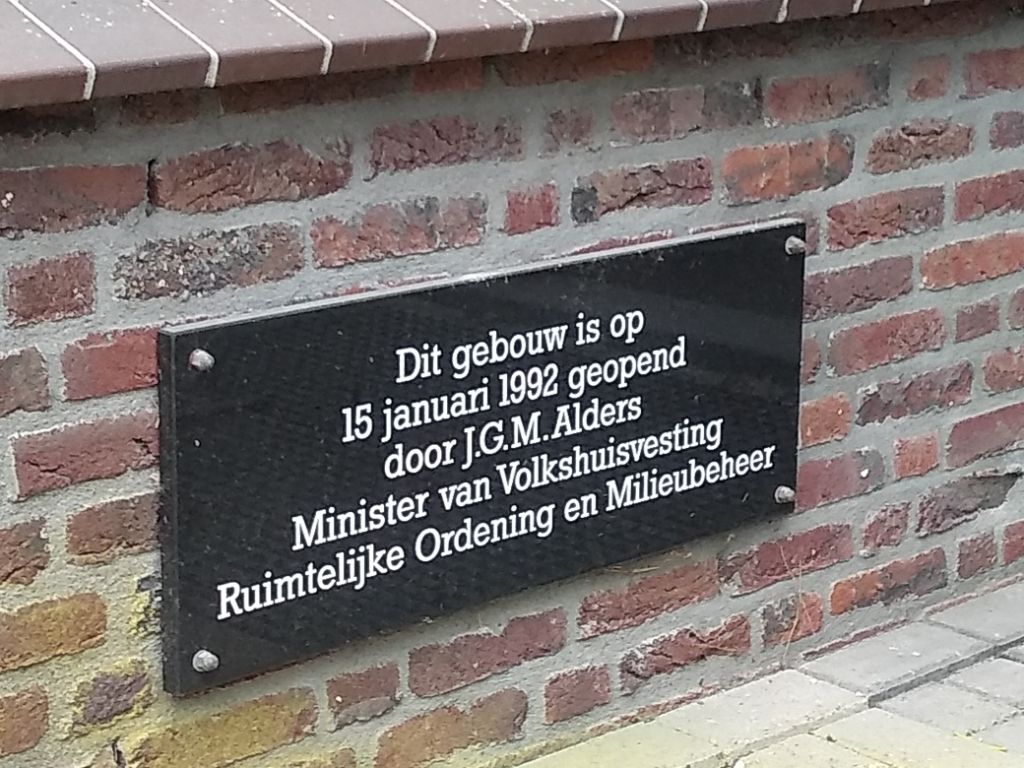 Dit gebouw is op
15 januari 1992 geopend
door J.G.M. Alders
Minister van Volkshuisvesting
Ruimtelijke Ordening en Milieubeheer